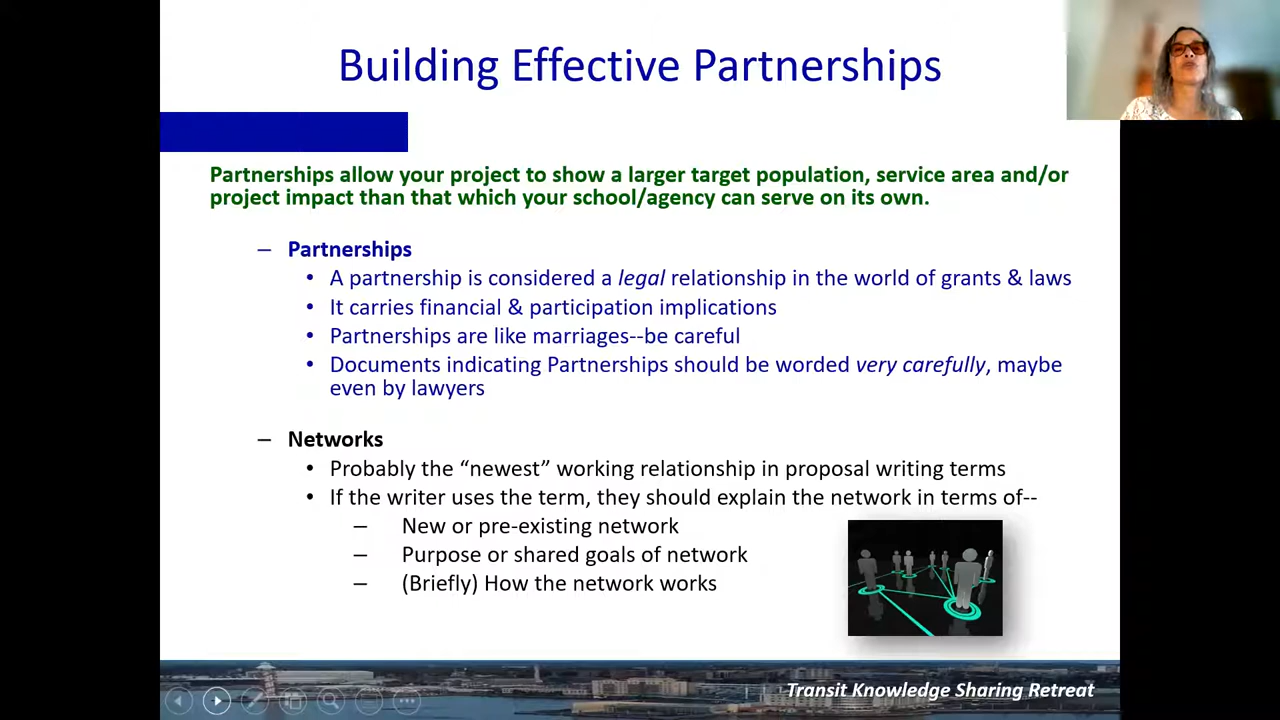 Building Effective Partnerships
Partnerships allow your project to show a larger target population, service area and/or
project impact than that which your school/agency can serve on its own.
– Partnerships
• A partnership is considered a legal relationship in the world of grants & laws
• It carries financial & participation implications
• Partnerships are like marriages--be careful
• Documents indicating Partnerships should be worded very carefully, maybe
even by lawyers
– Networks
• Probably the “newest” working relationship in proposal writing terms
• If the writer uses the term, they should explain the network in terms of--
– New or pre-existing network
– Purpose or shared goals of network
– (Briefly) How the network works
Transit Knowledge Sharing Retreat